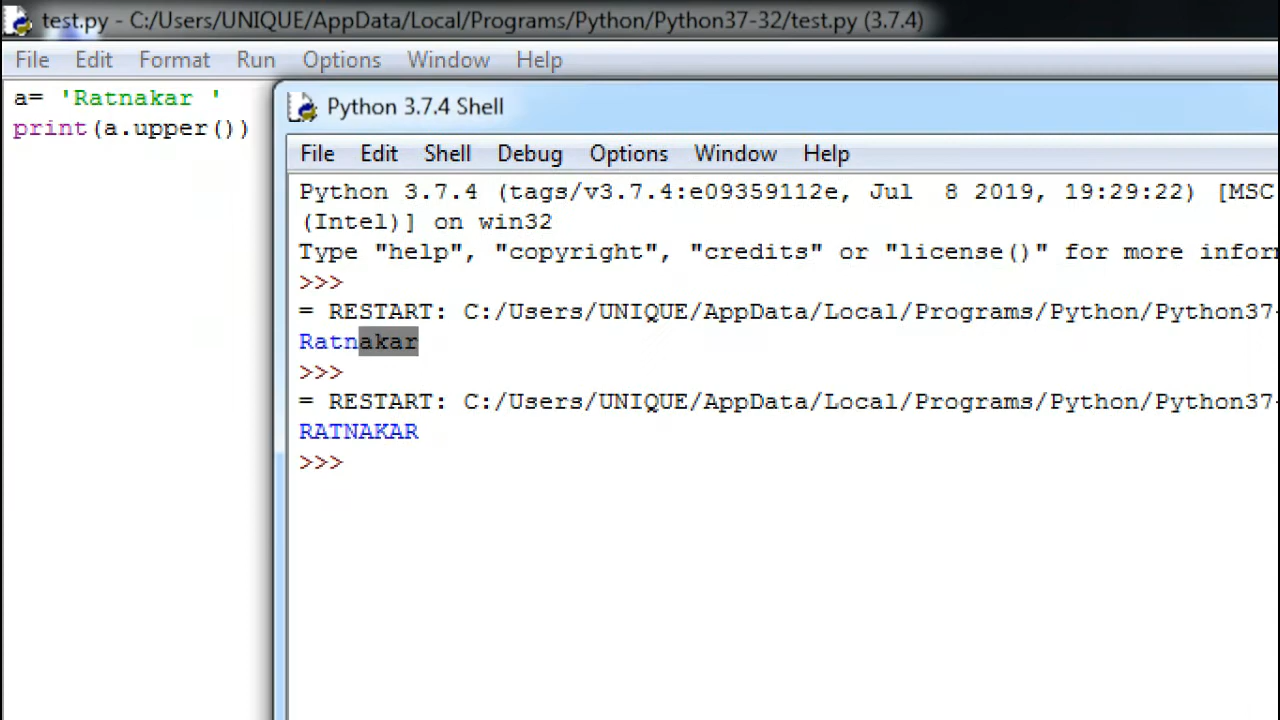 test.py - C:/Users/UNIQUE/AppData/Local/Programs/Python/Python37-32/test.py (3.7.4)
File Edit Format Run Options Window Help
a= 'Ratnakar '
print(a.upper())
Python 3.7.4 Shell
File Edit Shell Debug Options Window Help
Python 3.7.4 (tags/v3.7.4:e09359112e, Jul  8 2019, 19:29:22) [MSC
(Intel)] on win32
Type "help", "copyright", "credits" or "license()" for more infor
>>>
= RESTART: C:/Users/UNIQUE/AppData/Local/Programs/Python/Python37-
Ratnakar
>>>
= RESTART: C:/Users/UNIQUE/AppData/Local/Programs/Python/Python37-
RATNAKAR
>>>